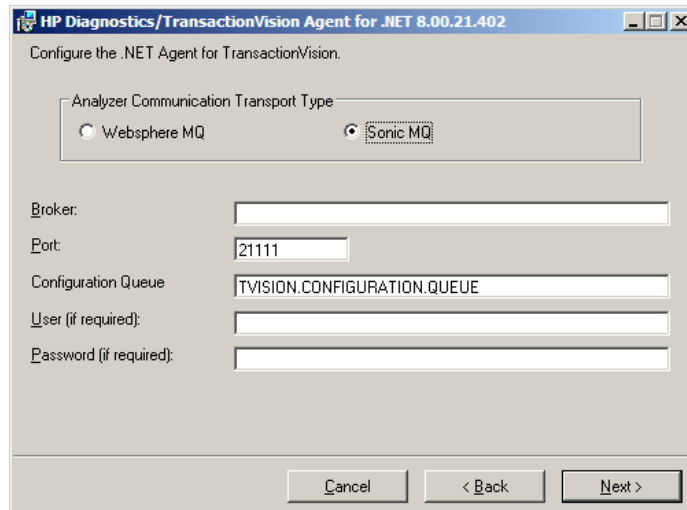 HP Diagnostics/TransactionVision Agent for .NET 8.00.21.402
Configure the .NET Agent for TransactionVision.
Analyzer Communication Transport Type
Websphere MQ Sonic MQ
Broker:
Port: 21111
Configuration Queue TVISION.CONFIGURATION.QUEUE
User (if required):
Password (if required):
Cancel < Back Next >